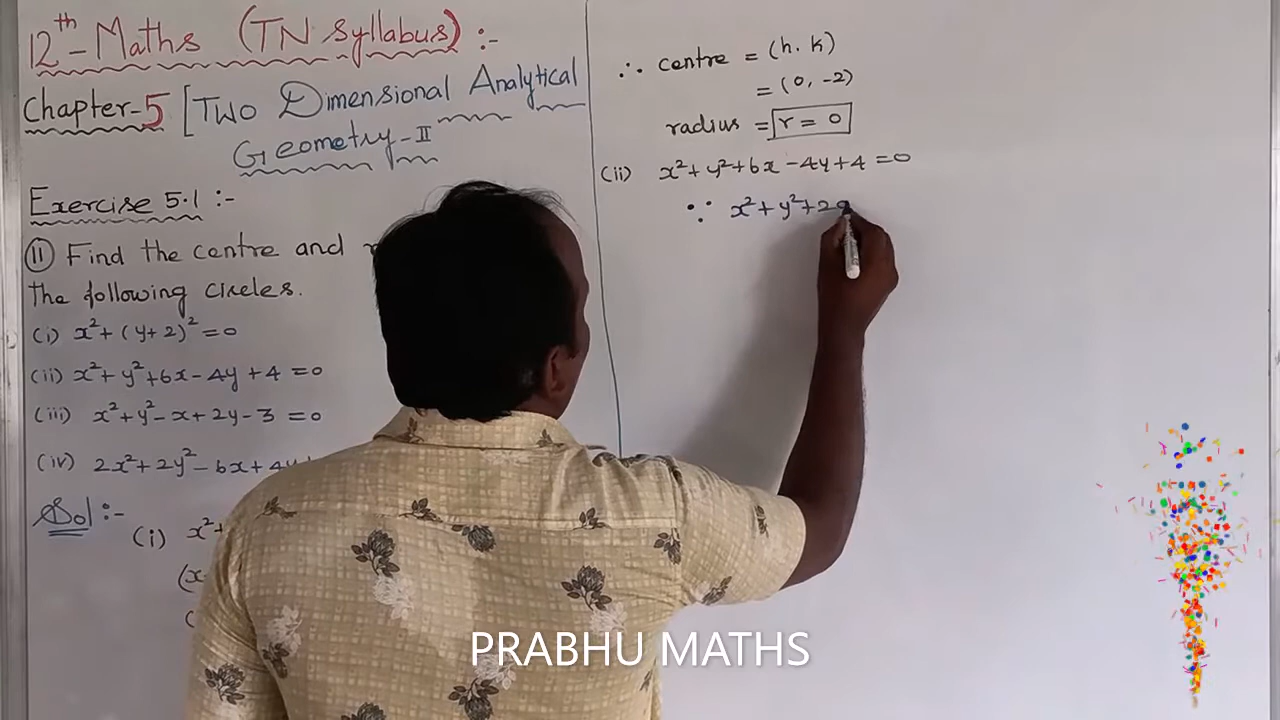 12th - Maths (TN Syllabus) :-
Chapter-5 [Two Dimensional Analytical
Geometry-II
Exercise 5.1 :-
⑪ Find the centre and
the following circles.
(i) x²+(y+2)²=0
(ii) x²+y²+6x-4y+4=0
(iii) x²+y²-x+2y-3=0
(iv) 2x²+2y²-6x+4y
Sol :-
(i) x²+
(x
(
∴ centre = (h, k)
= (0, -2)
radius = r = 0
(ii) x²+y²+6x-4y+4=0
∵ x²+y²+2g
PRABHU MATHS